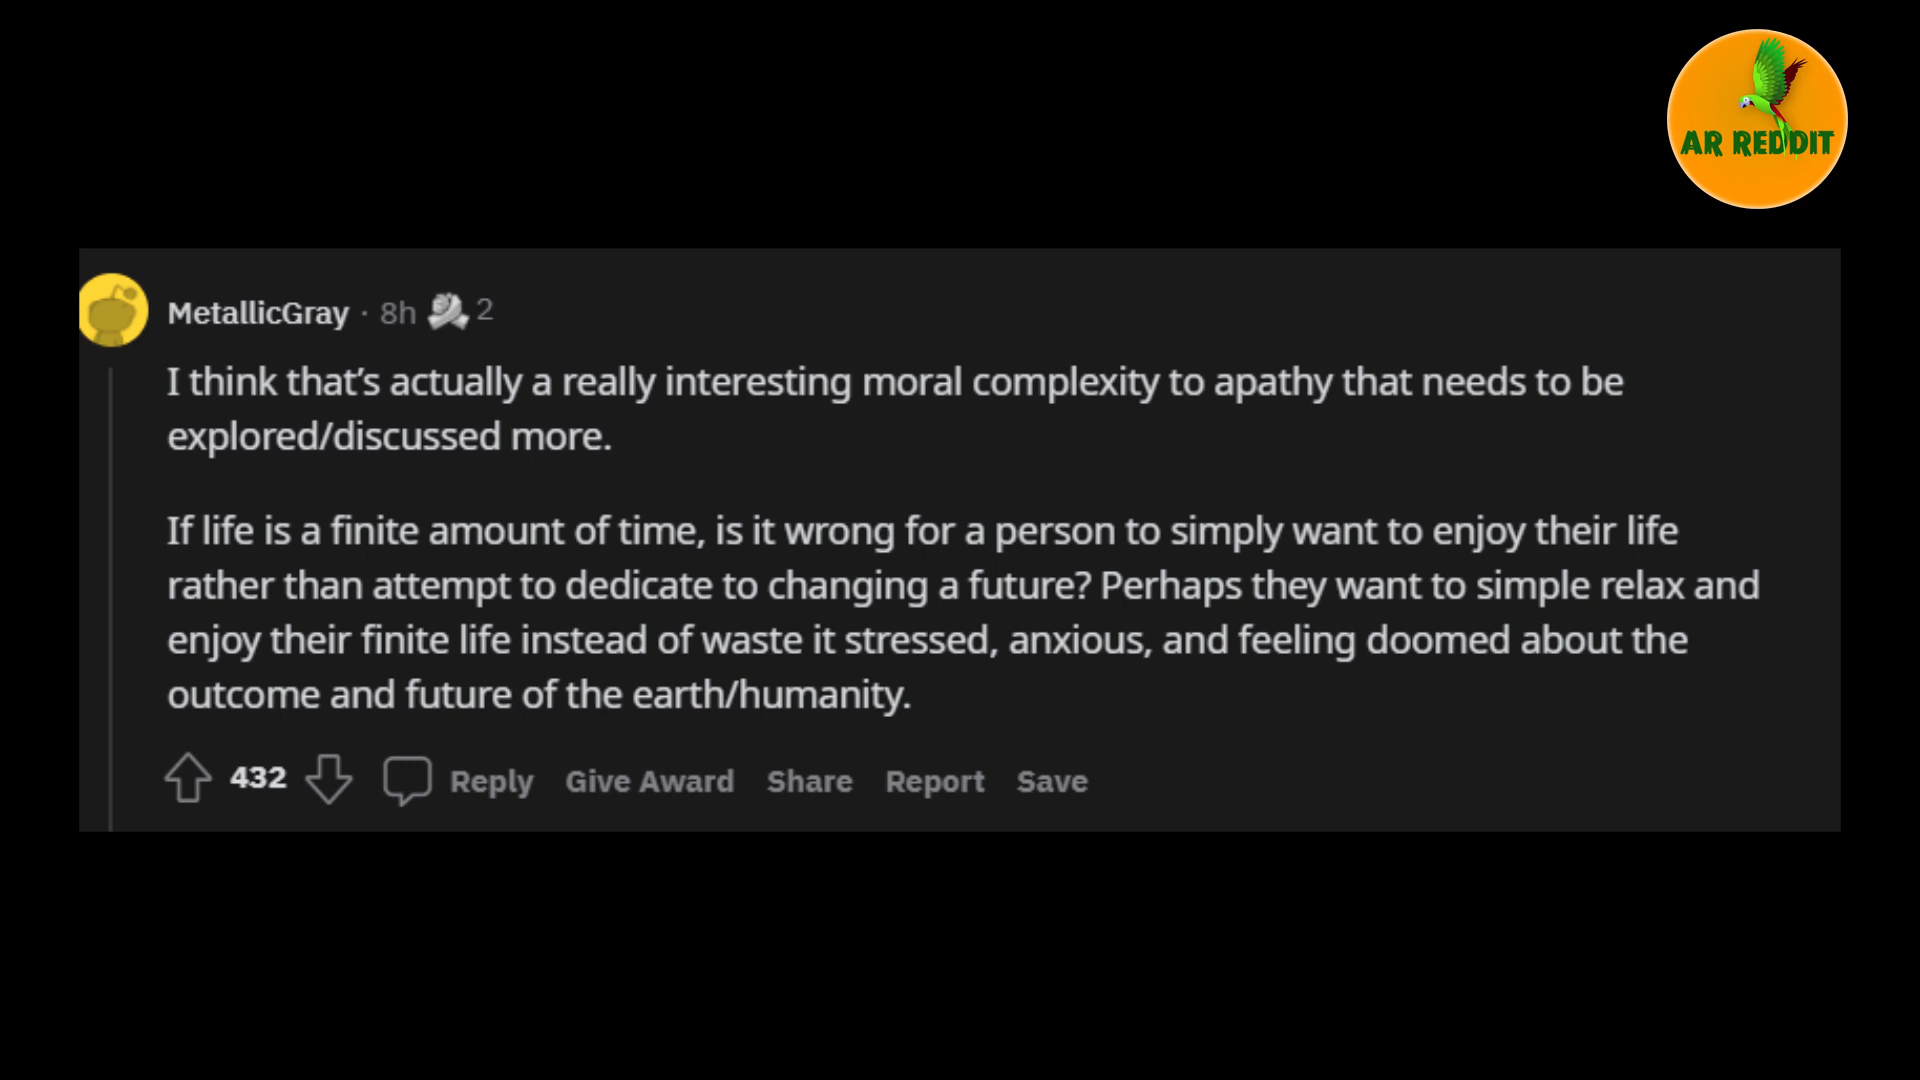 AR REDDIT
MetallicGray · 8h 2
I think that's actually a really interesting moral complexity to apathy that needs to be
explored/discussed more.
If life is a finite amount of time, is it wrong for a person to simply want to enjoy their life
rather than attempt to dedicate to changing a future? Perhaps they want to simple relax and
enjoy their finite life instead of waste it stressed, anxious, and feeling doomed about the
outcome and future of the earth/humanity.
432 Reply Give Award Share Report Save